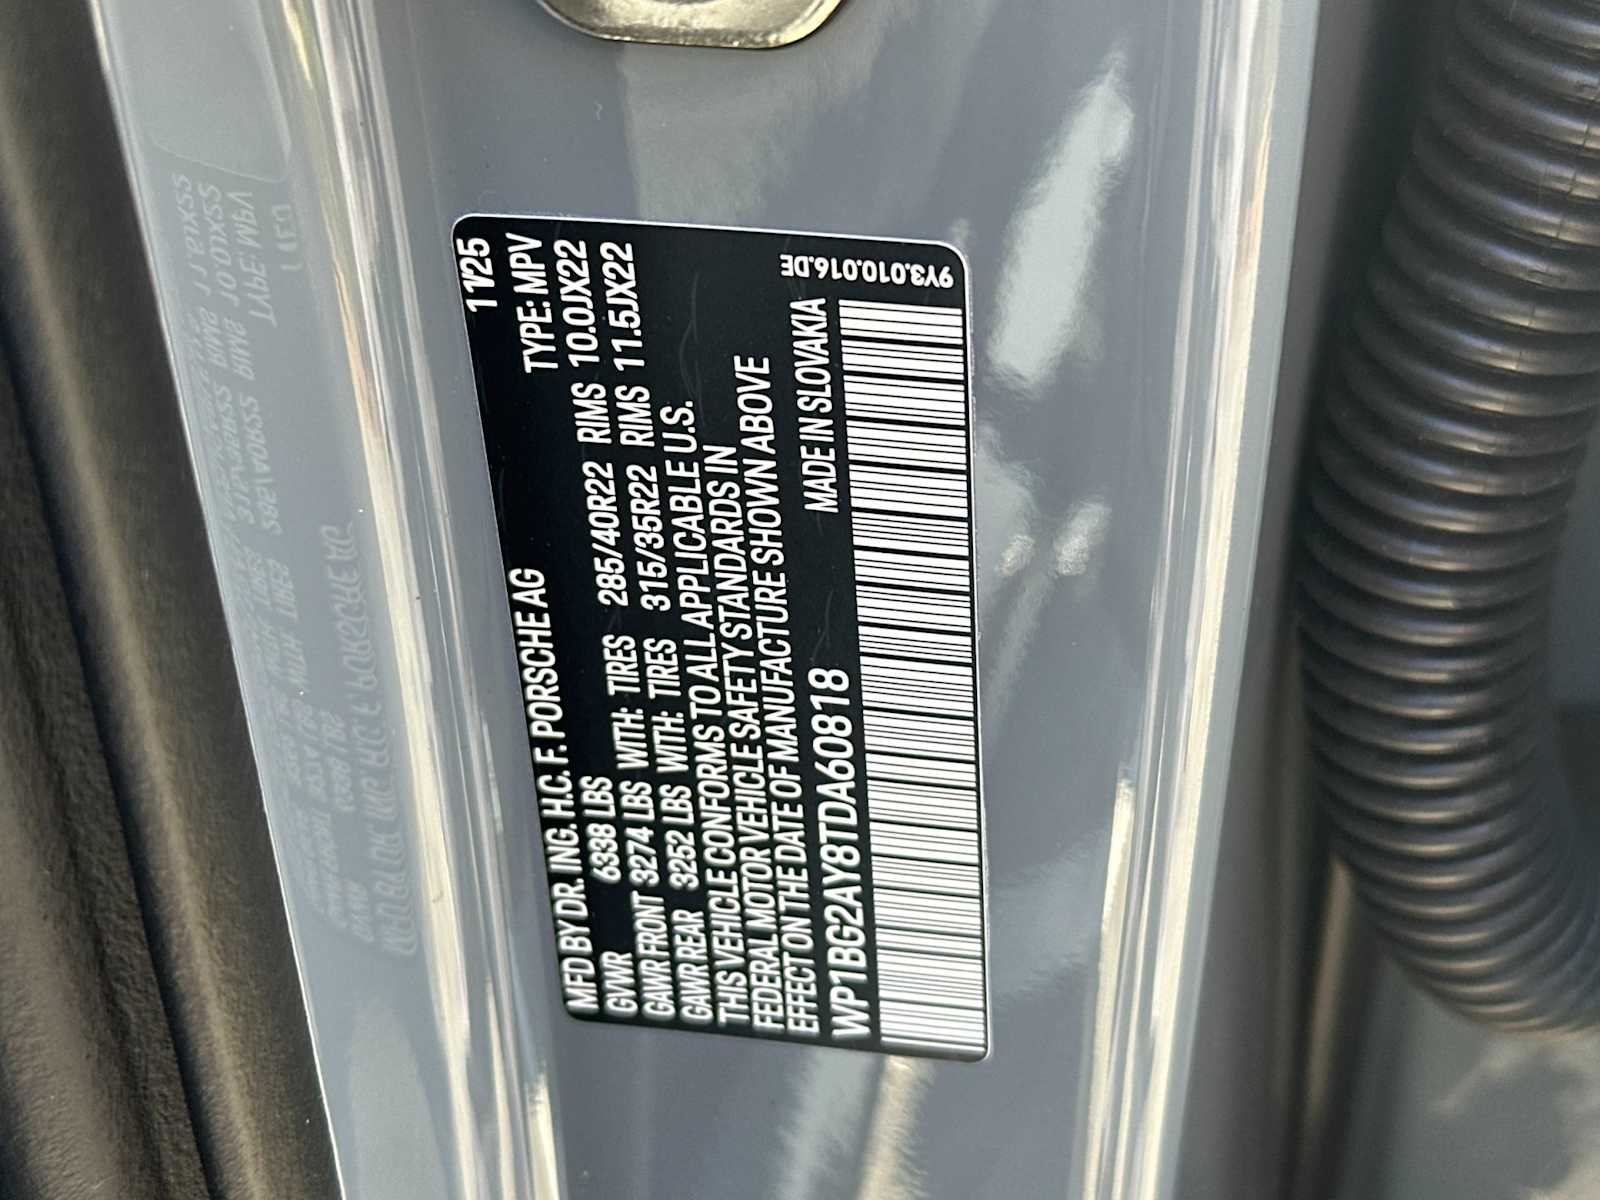 MFD BY DR. ING. H.C. F. PORSCHE AG 11/25
GVWR 6338 LBS TYPE: MPV
GAWR FRONT 3274 LBS WITH: TIRES 285/40R22 RIMS 10.0JX22
GAWR REAR 3252 LBS WITH: TIRES 315/35R22 RIMS 11.5JX22
THIS VEHICLE CONFORMS TO ALL APPLICABLE U.S.
FEDERAL MOTOR VEHICLE SAFETY STANDARDS IN
EFFECT ON THE DATE OF MANUFACTURE SHOWN ABOVE
MADE IN SLOVAKIA
WP1BG2AY8TDA60818
9Y3.010.016.DE